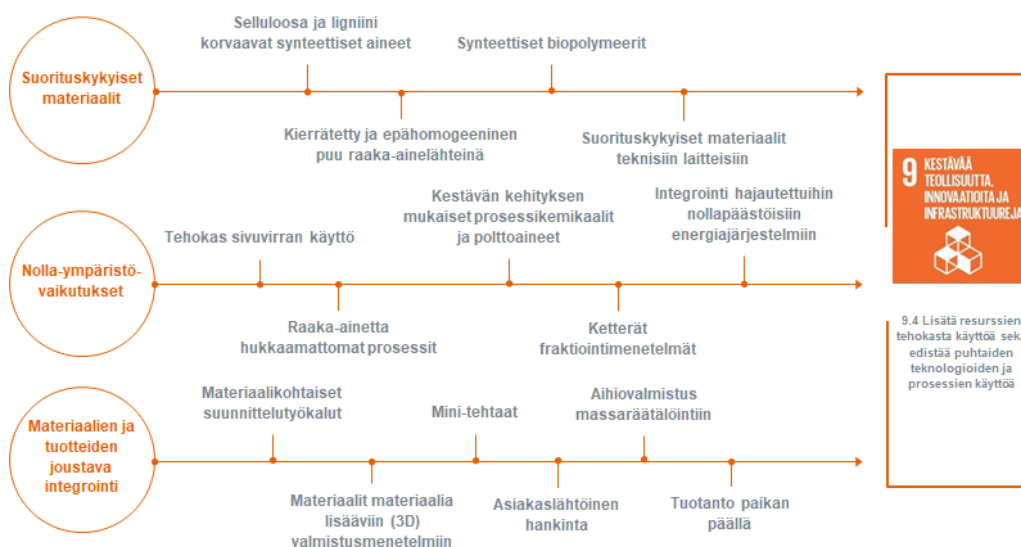 Selluloosa ja ligniini
korvaavat synteettiset aineet
Synteettiset biopolymeerit
Suorituskykyiset
materiaalit
Kierrätetty ja epähomogeeninen
puu raaka-ainelähteinä
Suorituskykyiset materiaalit
teknisiin laitteisiin
9 KESTÄVÄÄ
TEOLLISUUTTA,
INNOVAATIOITA JA
INFRASTRUKTUUREJA
Tehokas sivuvirran käyttö
Kestävän kehityksen
mukaiset prosessikemikaalit
ja polttoaineet
Integrointi hajautettuihin
nollapäästöisiin
energiajärjestelmiin
Nolla-ympäristö-
vaikutukset
Raaka-ainetta
hukkaamattomat prosessit
Ketterät
fraktiointimenetelmät
9.4 Lisätä resurssien
tehokasta käyttöä sekä
edistää puhtaiden
teknologioiden ja
prosessien käyttöä
Materiaalikohtaiset
suunnittelutyökalut
Mini-tehtaat
Aihiovalmistus
massaräätälöintiin
Materiaalien ja
tuotteiden
joustava
integrointi
Materiaalit materiaalia
lisääviin (3D)
valmistusmenetelmiin
Asiakaslähtöinen
hankinta
Tuotanto paikan
päällä